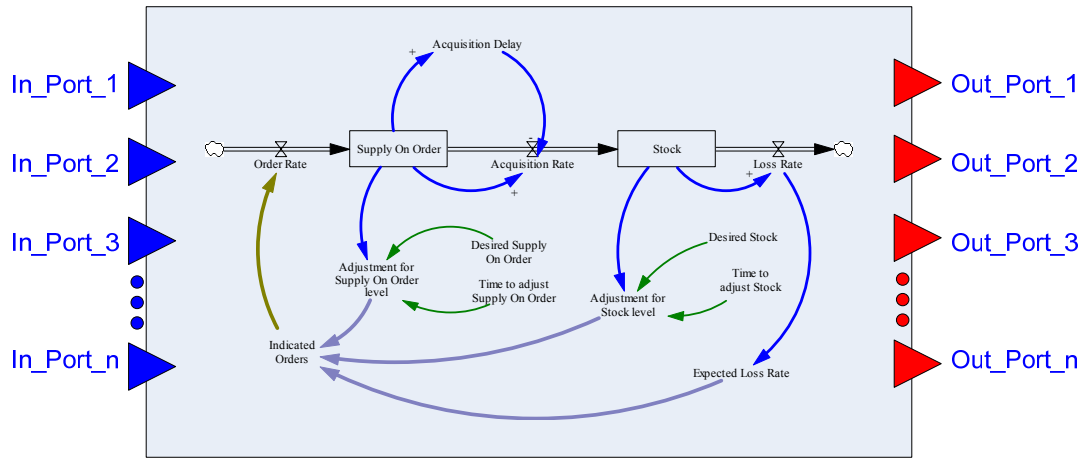 In_Port_1
In_Port_2
In_Port_3
In_Port_n
+
Acquisition Delay
Order Rate
Supply On Order
-
Acquisition Rate
+
Stock
Loss Rate
+
Desired Supply
On Order
Adjustment for
Supply On Order
level
Time to adjust
Supply On Order
Desired Stock
Time to
adjust Stock
Adjustment for
Stock level
Indicated
Orders
Expected Loss Rate
Out_Port_1
Out_Port_2
Out_Port_3
Out_Port_n